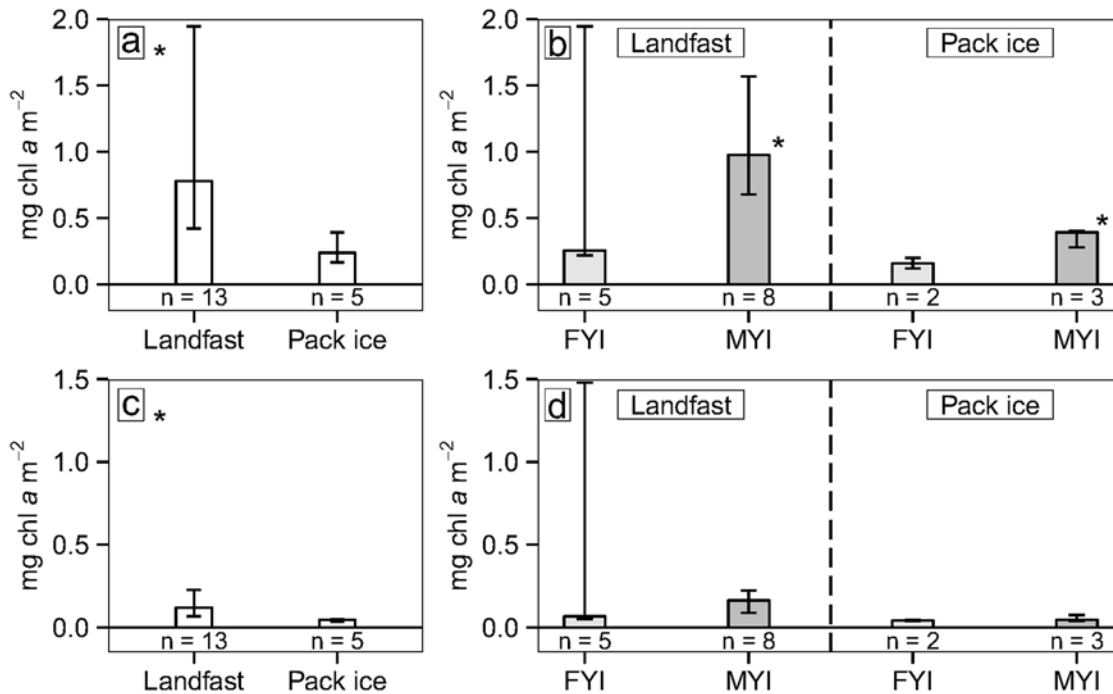 a *
2.0
1.5
1.0
0.5
0.0
mg chl a m−2
n = 13 n = 5
Landfast Pack ice
b Landfast Pack ice
2.0
1.5
1.0
0.5
0.0
mg chl a m−2
*
*
n = 5 n = 8 n = 2 n = 3
FYI MYI FYI MYI
c *
1.5
1.0
0.5
0.0
mg chl a m−2
n = 13 n = 5
Landfast Pack ice
d Landfast Pack ice
1.5
1.0
0.5
0.0
mg chl a m−2
n = 5 n = 8 n = 2 n = 3
FYI MYI FYI MYI